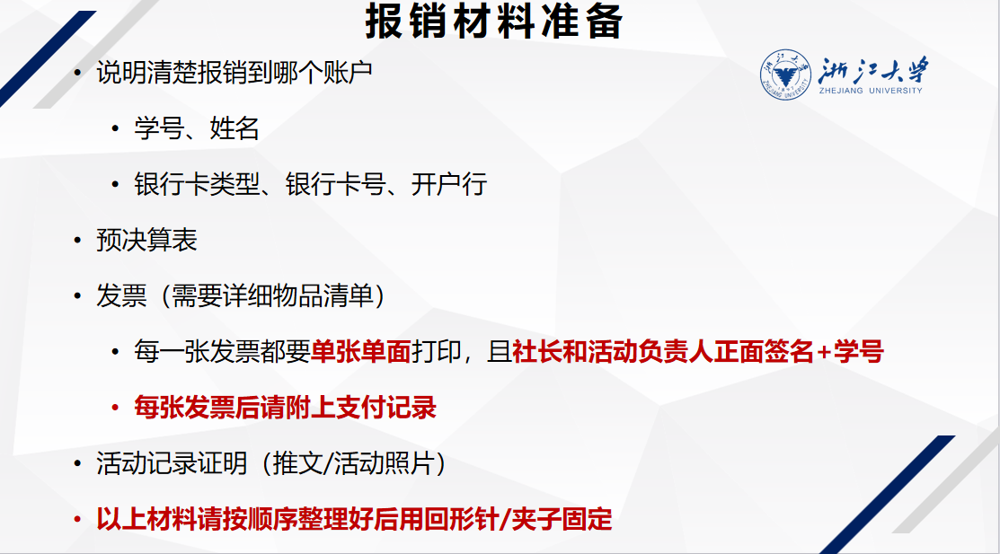 报销材料准备
• 说明清楚报销到哪个账户
浙江大学
ZHEJIANG UNIVERSITY
• 学号、姓名
• 银行卡类型、银行卡号、开户行
• 预决算表
• 发票（需要详细物品清单）
• 每一张发票都要单张单面打印，且社长和活动负责人正面签名+学号
• 每张发票后请附上支付记录
• 活动记录证明（推文/活动照片）
• 以上材料请按顺序整理好后用回形针/夹子固定